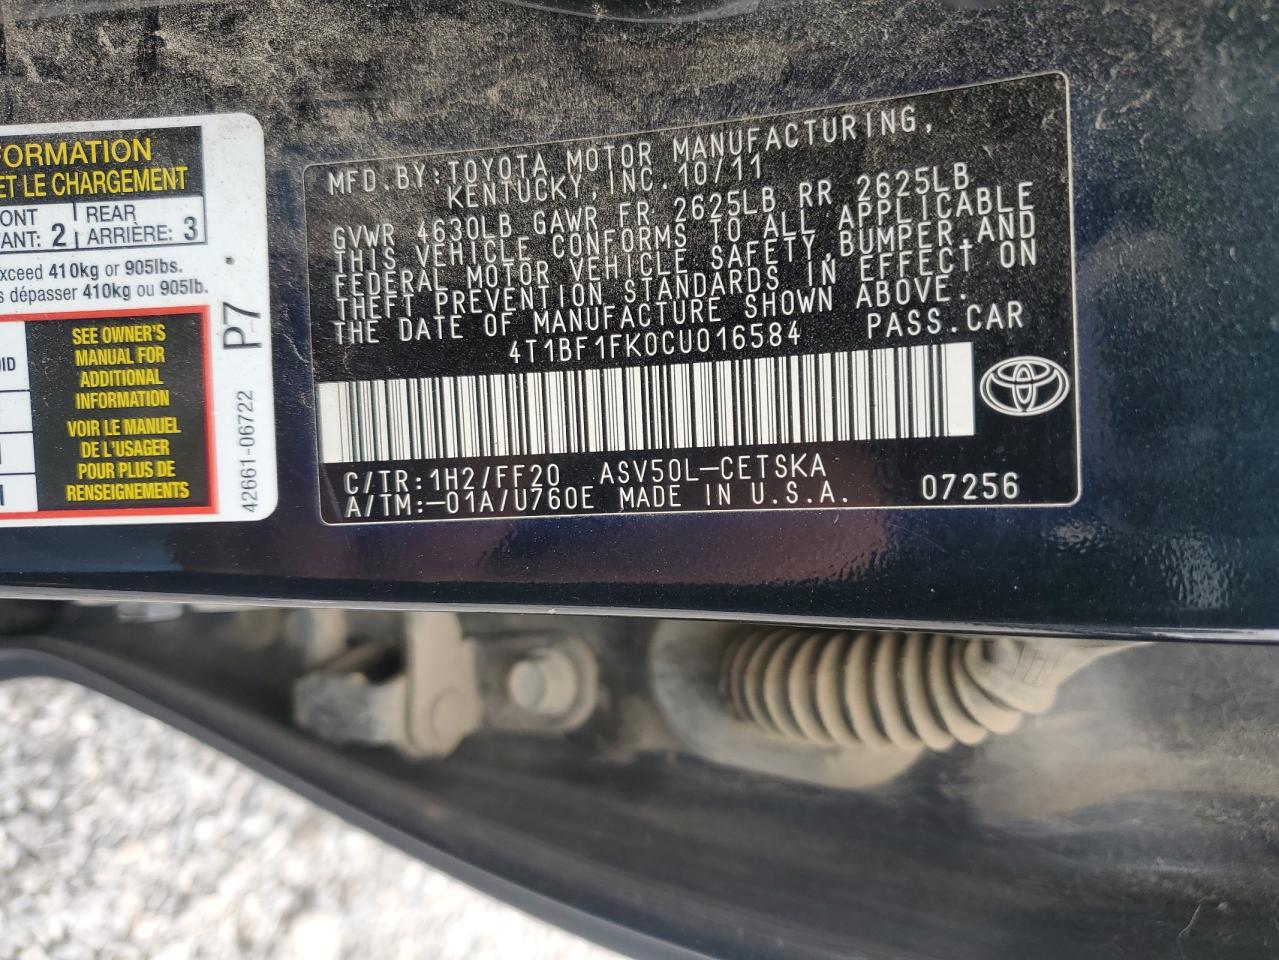 FORMATION
ET LE CHARGEMENT
REAR
ANT: 2 ARRIÈRE: 3
exceed 410kg or 905lbs.
s dépasser 410kg ou 905lb.
SEE OWNER'S
MANUAL FOR
ADDITIONAL
INFORMATION
VOIR LE MANUEL
DE L'USAGER
POUR PLUS DE
RENSEIGNEMENTS
P7
42661-06722
MFD.BY:TOYOTA MOTOR MANUFACTURING,
KENTUCKY, INC. 10/11
GVWR 4630LB GAWR FR 2625LB RR 2625LB
THIS VEHICLE CONFORMS TO ALL APPLICABLE
FEDERAL MOTOR VEHICLE SAFETY,BUMPER,AND
THEFT PREVENTION STANDARDS IN EFFECT ON
THE DATE OF MANUFACTURE SHOWN ABOVE.
4T1BF1FK0CU016584 PASS.CAR
C/TR:1H2/FF20 ASV50L-CETSKA
A/TM:-01A/U760E MADE IN U.S.A. 07256